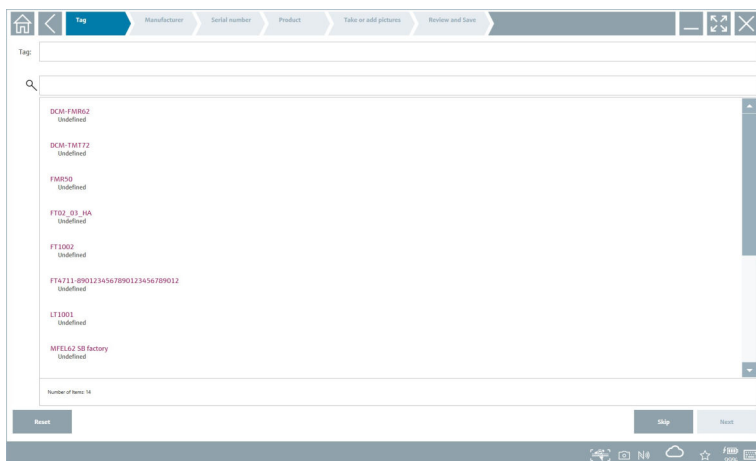 Tag Manufacturer Serial number Product Take or add pictures Review and Save
Tag:
DCM-FMR62
Undefined
DCM-TMT72
Undefined
FMR50
Undefined
FT02_03_HA
Undefined
FT1002
Undefined
FT4711-8901234567890123456789012
Undefined
LT1001
Undefined
MFEL62 SB factory
Undefined
Number of Items: 14
Reset Skip Next
99%